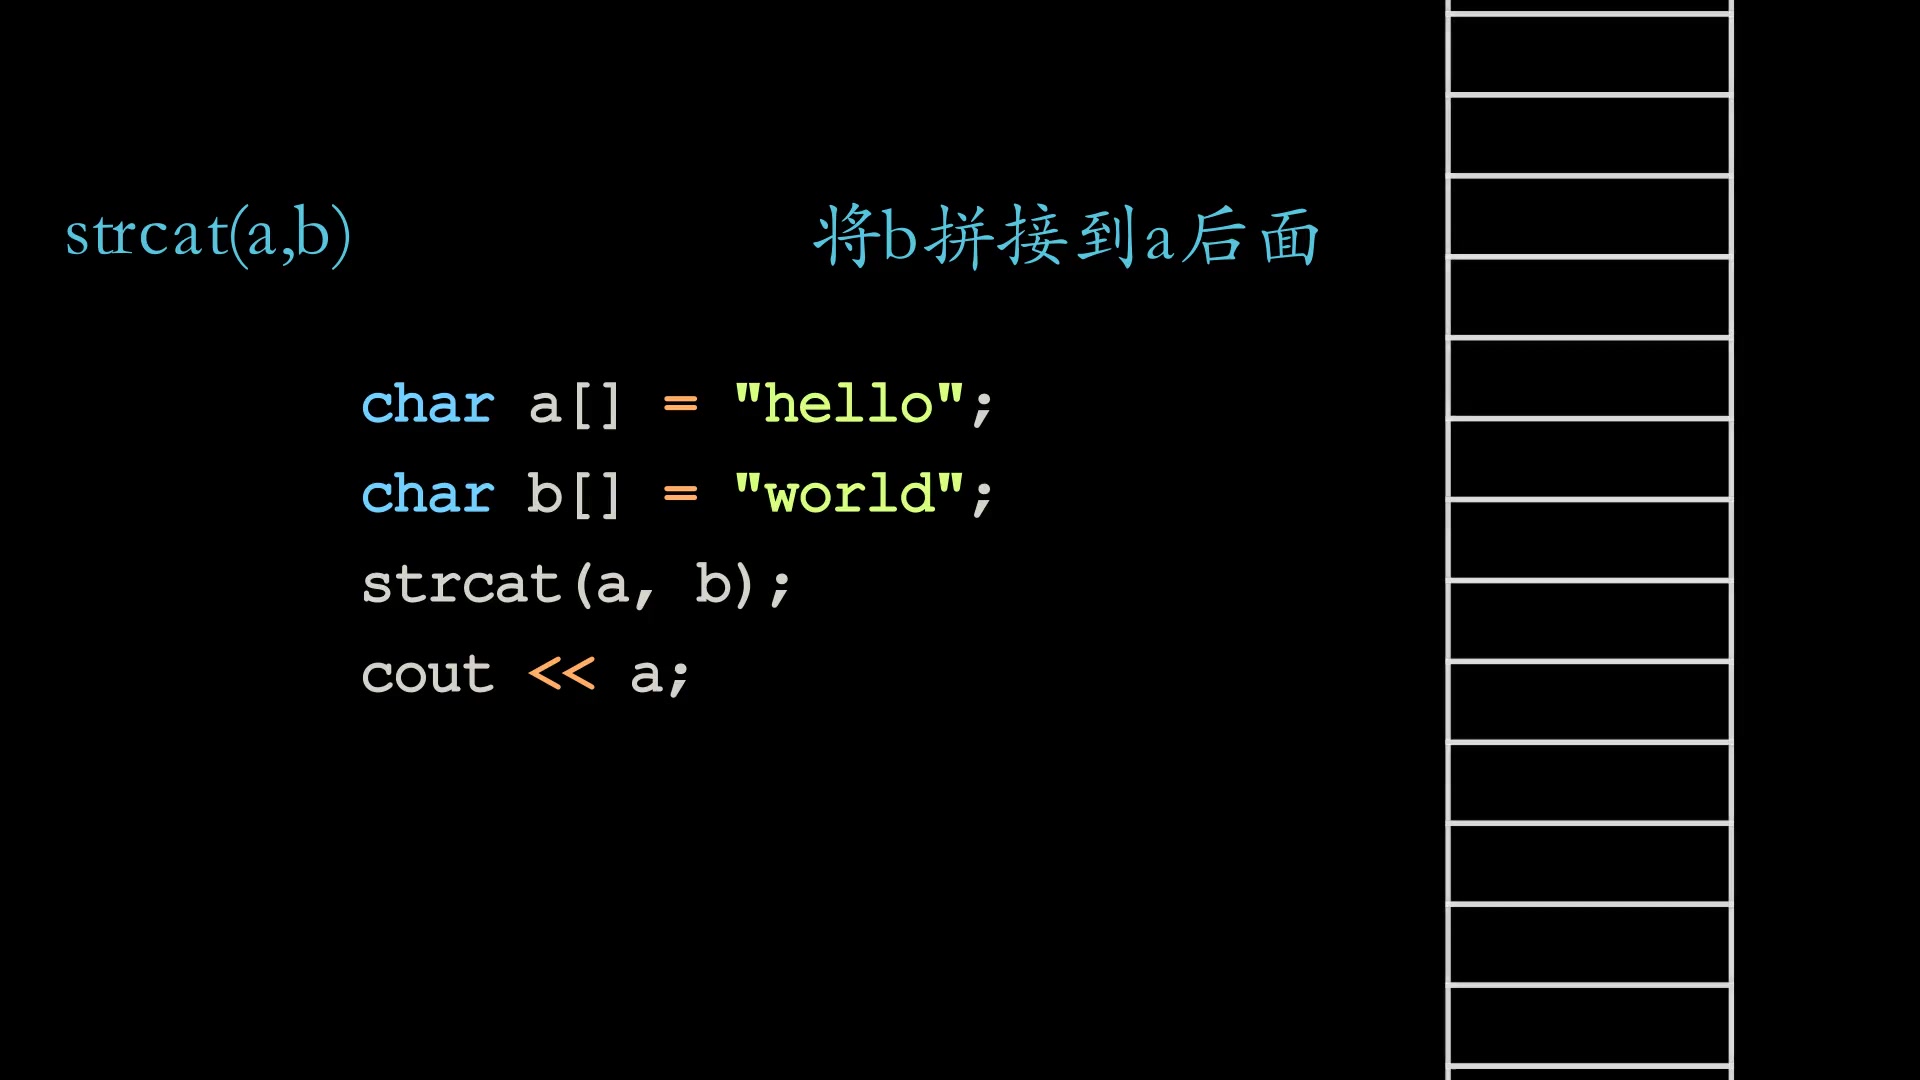 strcat(a,b) 将b拼接到a后面
char a[] = "hello";
char b[] = "world";
strcat(a, b);
cout << a;